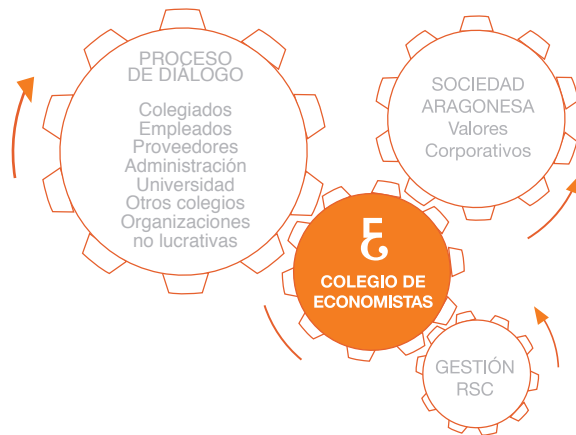 PROCESO
DE DIÁLOGO
Colegiados
Empleados
Proveedores
Administración
Universidad
Otros colegios
Organizaciones
no lucrativas
SOCIEDAD
ARAGONESA
Valores
Corporativos
COLEGIO DE
ECONOMISTAS
GESTIÓN
RSC